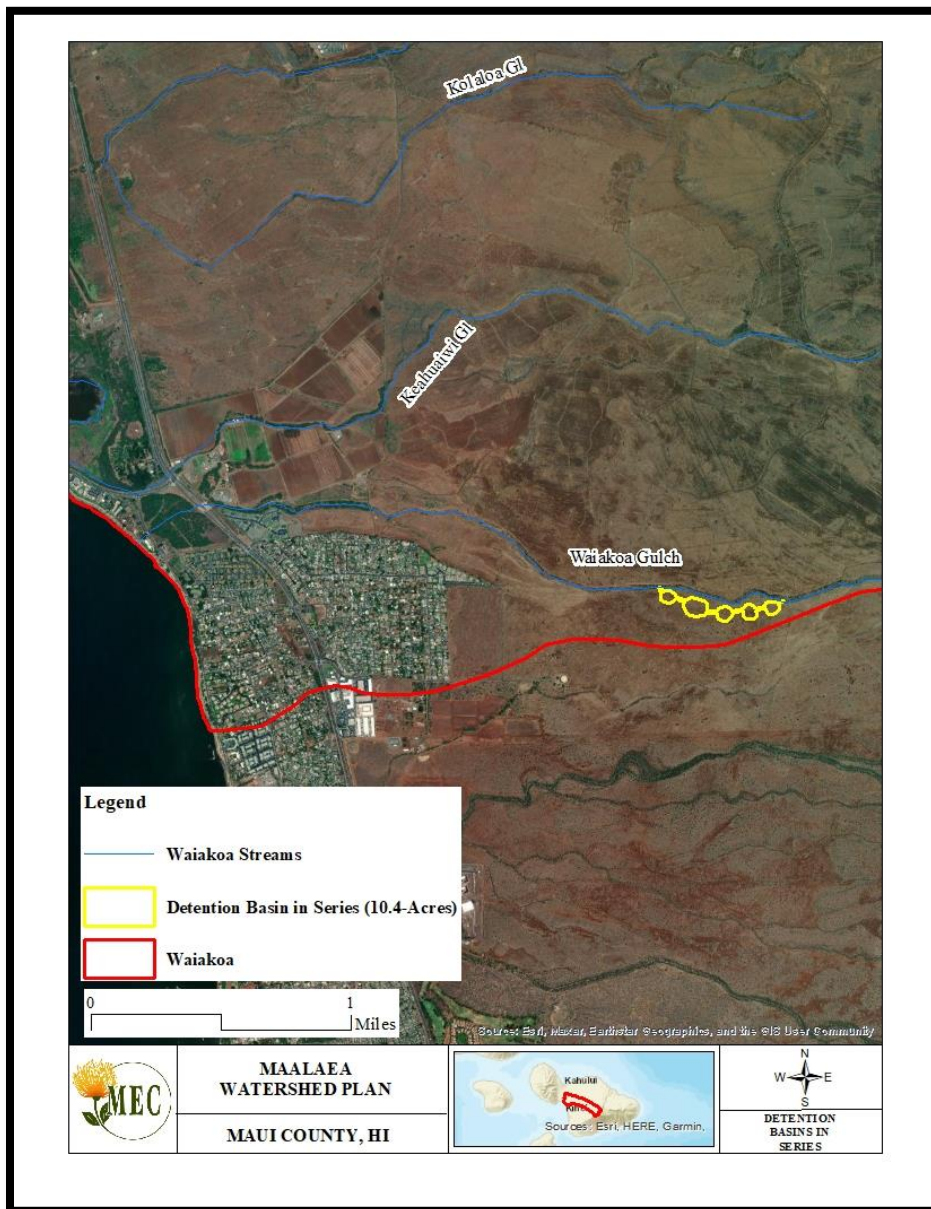 Kolaloa Gl
Keahuaiwi Gl
Waiakoa Gulch
Legend
Waiakoa Streams
Detention Basin in Series (10.4-Acres)
Waiakoa
0 1
Miles
Source: Esri, Maxar, Earthstar Geographics, and the GIS User Community
MEC
MAALAEA
WATERSHED PLAN
MAUI COUNTY, HI
Kahului
Sources: Esri, HERE, Garmin,
N
W E
S
DETENTION
BASINS IN
SERIES